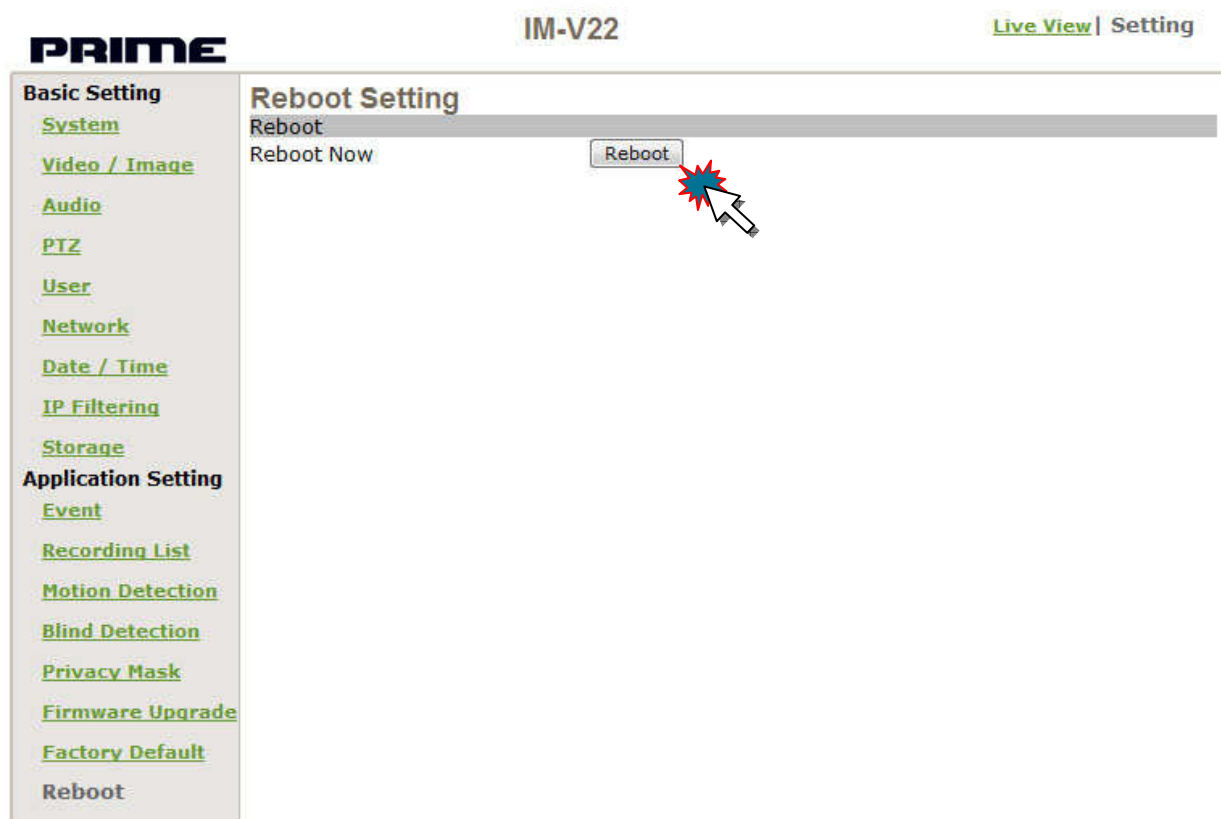 PRIME
IM-V22
Live View| Setting
Basic Setting
System
Video / Image
Audio
PTZ
User
Network
Date / Time
IP Filtering
Storage
Application Setting
Event
Recording List
Motion Detection
Blind Detection
Privacy Mask
Firmware Upgrade
Factory Default
Reboot
Reboot Setting
Reboot
Reboot Now Reboot